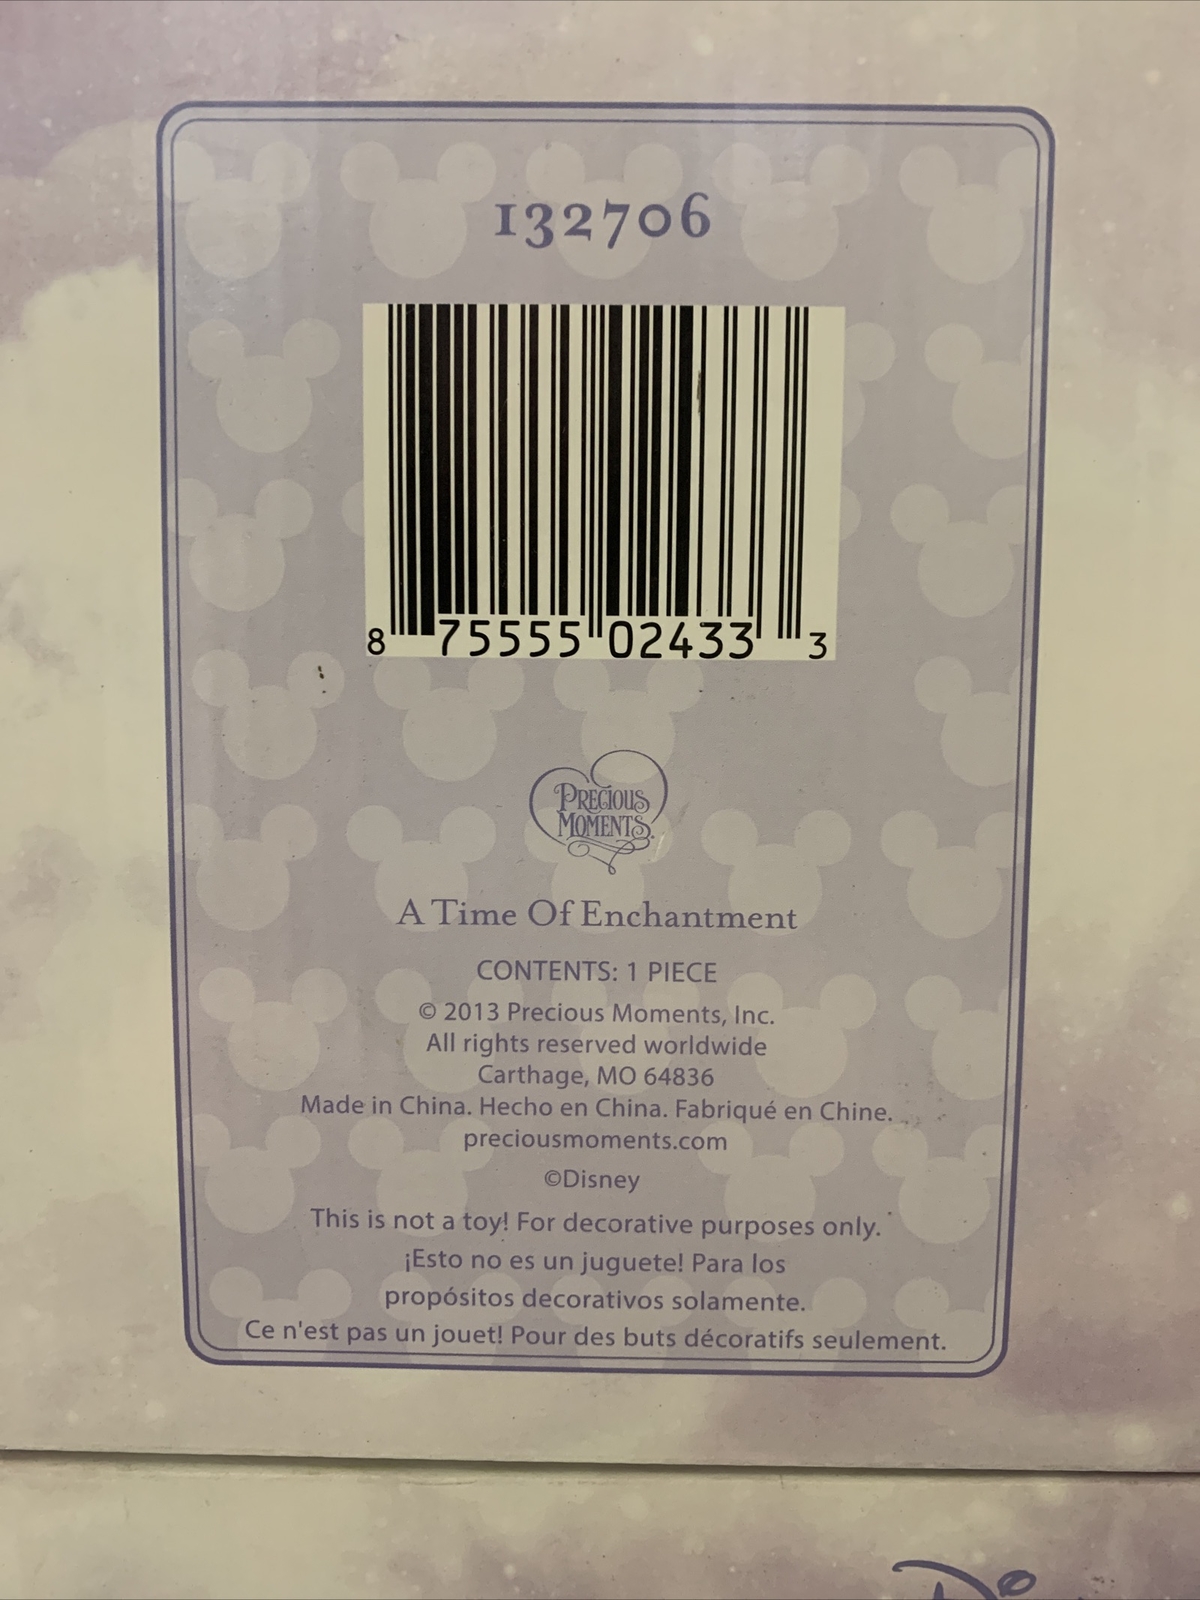 132706
8 75555 02433 3
PRECIOUS
MOMENTS
A Time Of Enchantment
CONTENTS: 1 PIECE
© 2013 Precious Moments, Inc.
All rights reserved worldwide
Carthage, MO 64836
Made in China. Hecho en China. Fabriqué en Chine.
preciousmoments.com
©Disney
This is not a toy! For decorative purposes only.
¡Esto no es un juguete! Para los
propósitos decorativos solamente.
Ce n'est pas un jouet! Pour des buts décoratifs seulement.